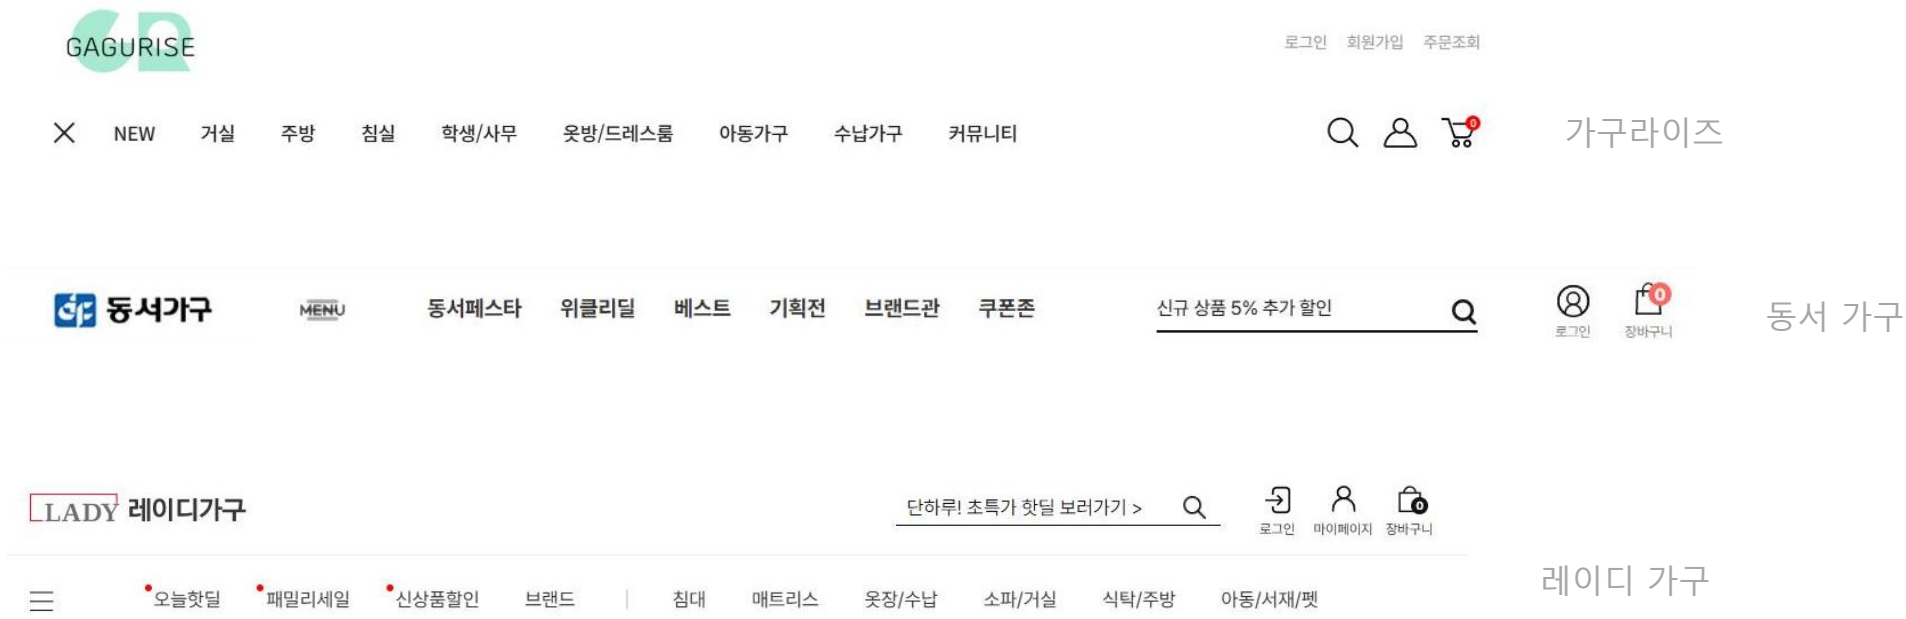 GAGURISE
로그인 회원가입 주문조회
NEW 거실 주방 침실 학생/사무 옷방/드레스룸 아동가구 수납가구 커뮤니티 0 가구라이즈
동서가구 MENU 동서페스타 위클리딜 베스트 기획전 브랜드관 쿠폰존 신규 상품 5% 추가 할인 0 동서 가구
로그인 장바구니
LADY 레이디가구 단하루! 초특가 핫딜 보러가기 > 0
로그인 마이페이지 장바구니
레이디 가구
오늘핫딜 패밀리세일 신상품할인 브랜드 | 침대 매트리스 옷장/수납 소파/거실 식탁/주방 아동/서재/펫